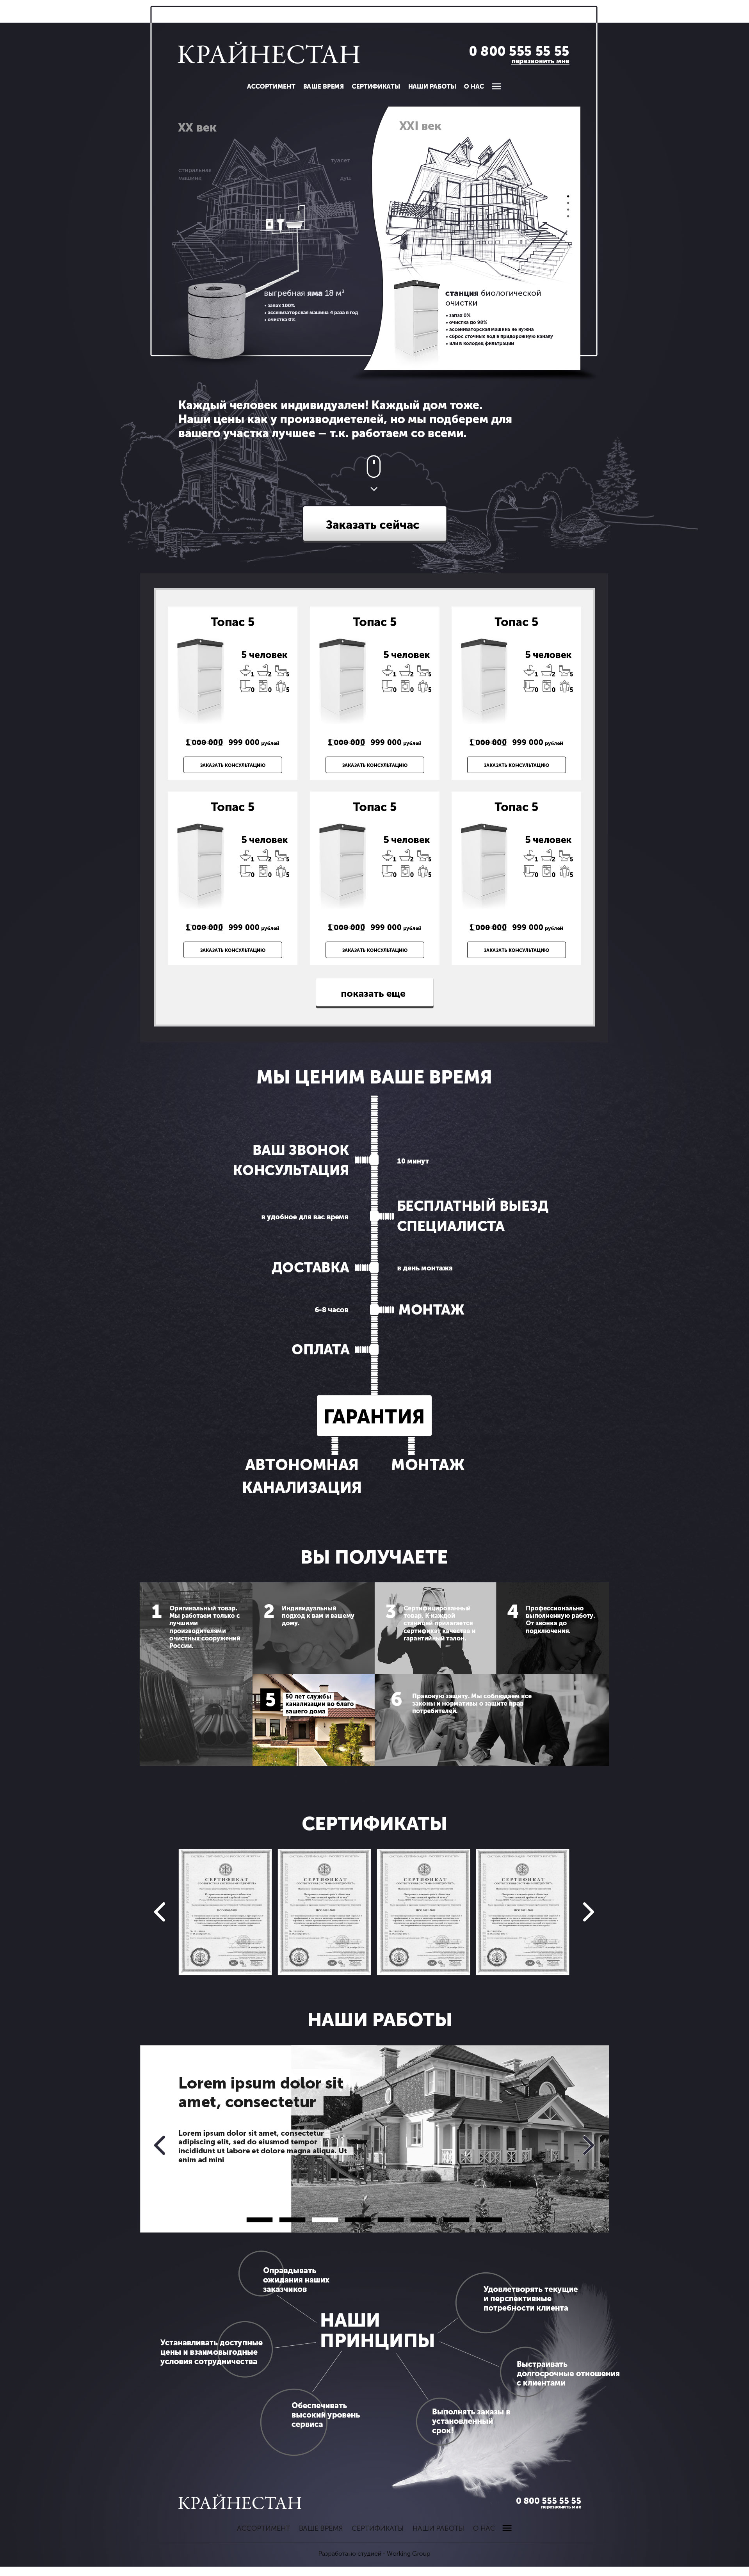 КРАЙНЕСТАН
0 800 555 55 55
перезвонить мне
АССОРТИМЕНТ ВАШЕ ВРЕМЯ СЕРТИФИКАТЫ НАШИ РАБОТЫ О НАС
XX век
XXI век
туалет
стиральная
машина
душ
выгребная яма 18 м³
• запах 100%
• ассенизаторская машина 4 раза в год
• очистка 0%
станция биологической
очистки
• запах 0%
• очистка до 98%
• ассенизаторская машина не нужна
• сброс сточных вод в придорожную канаву
• или в колодец фильтрации
Каждый человек индивидуален! Каждый дом тоже.
Наши цены как у производиетелей, но мы подберем для
вашего участка лучшее – т.к. работаем со всеми.
Заказать сейчас
Топас 5
5 человек
1 2 5
0 0 5
1 000 000 999 000 рублей
ЗАКАЗАТЬ КОНСУЛЬТАЦИЮ
Топас 5
5 человек
1 2 5
0 0 5
1 000 000 999 000 рублей
ЗАКАЗАТЬ КОНСУЛЬТАЦИЮ
Топас 5
5 человек
1 2 5
0 0 5
1 000 000 999 000 рублей
ЗАКАЗАТЬ КОНСУЛЬТАЦИЮ
Топас 5
5 человек
1 2 5
0 0 5
1 000 000 999 000 рублей
ЗАКАЗАТЬ КОНСУЛЬТАЦИЮ
Топас 5
5 человек
1 2 5
0 0 5
1 000 000 999 000 рублей
ЗАКАЗАТЬ КОНСУЛЬТАЦИЮ
Топас 5
5 человек
1 2 5
0 0 5
1 000 000 999 000 рублей
ЗАКАЗАТЬ КОНСУЛЬТАЦИЮ
показать еще
МЫ ЦЕНИМ ВАШЕ ВРЕМЯ
ВАШ ЗВОНОК
КОНСУЛЬТАЦИЯ
10 минут
БЕСПЛАТНЫЙ ВЫЕЗД
СПЕЦИАЛИСТА
в удобное для вас время
ДОСТАВКА
в день монтажа
6-8 часов
МОНТАЖ
ОПЛАТА
ГАРАНТИЯ
АВТОНОМНАЯ
КАНАЛИЗАЦИЯ
МОНТАЖ
ВЫ ПОЛУЧАЕТЕ
1
Оригинальный товар.
Мы работаем только с
лучшими
производителями
очистных сооружений
России.
2
Индивидуальный
подход к вам и вашему
дому.
3
Сертифицированный
товар. К каждой
станцией прилагается
сертификат качества и
гарантийный талон.
4
Профессионально
выполненную работу.
От звонка до
подключения.
5
50 лет службы
канализации во благо
вашего дома
6
Правовую защиту. Мы соблюдаем все
законы и нормативы о защите прав
потребителей.
СЕРТИФИКАТЫ
СЕРТИФИКАТ
СЕРТИФИКАТ
СЕРТИФИКАТ
СЕРТИФИКАТ
НАШИ РАБОТЫ
Lorem ipsum dolor sit
amet, consectetur
Lorem ipsum dolor sit amet, consectetur
adipiscing elit, sed do eiusmod tempor
incididunt ut labore et dolore magna aliqua. Ut
enim ad mini
Оправдывать
ожидания наших
заказчиков
Удовлетворять текущие
и перспективные
потребности клиента
НАШИ
ПРИНЦИПЫ
Устанавливать доступные
цены и взаимовыгодные
условия сотрудничества
Выстраивать
долгосрочные отношения
с клиентами
Обеспечивать
высокий уровень
сервиса
Выполнять заказы в
установленный
срок!
КРАЙНЕСТАН
0 800 555 55 55
перезвонить мне
АССОРТИМЕНТ ВАШЕ ВРЕМЯ СЕРТИФИКАТЫ НАШИ РАБОТЫ О НАС
Разработано студией - Working Group